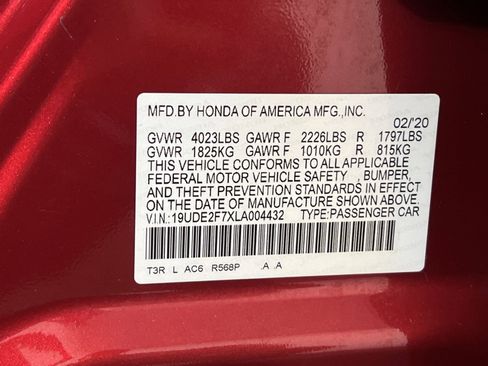 MFD.BY HONDA OF AMERICA MFG.,INC.
02/20
GVWR 4023LBS GAWR F 2226LBS R 1797LBS
GVWR 1825KG GAWR F 1010KG R 815KG
THIS VEHICLE CONFORMS TO ALL APPLICABLE
FEDERAL MOTOR VEHICLE SAFETY , BUMPER,
AND THEFT PREVENTION STANDARDS IN EFFECT
ON THE DATE OF MANUFACTURE SHOWN ABOVE.
V.I.N: 19UDE2F7XLA004432 TYPE:PASSENGER CAR
T3R L AC6 R568P .A .A